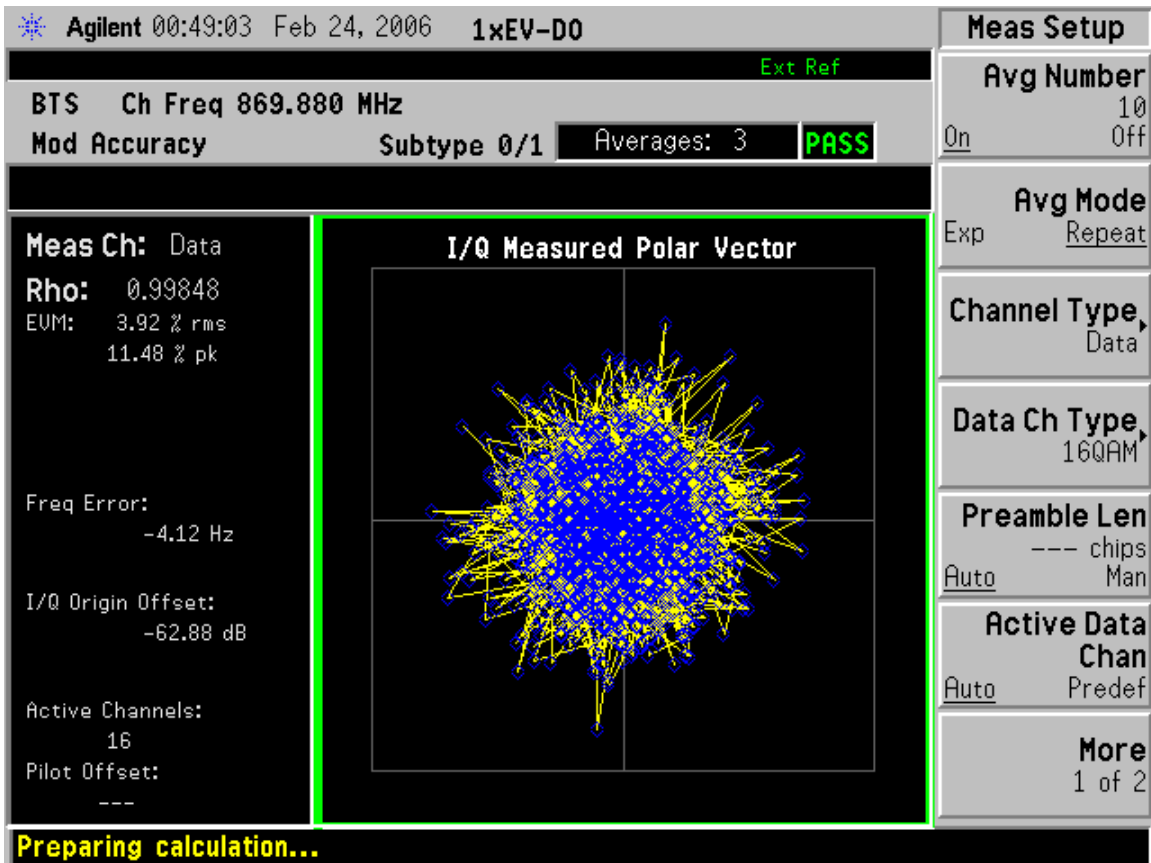 Agilent 00:49:03 Feb 24, 2006 1xEV-DO
Ext Ref
BTS Ch Freq 869.880 MHz
Mod Accuracy Subtype 0/1 Averages: 3 PASS
Meas Ch: Data
Rho: 0.99848
EVM: 3.92 % rms
11.48 % pk
Freq Error:
-4.12 Hz
I/Q Origin Offset:
-62.88 dB
Active Channels:
16
Pilot Offset:
---
I/Q Measured Polar Vector
Meas Setup
Avg Number
10
On Off
Avg Mode
Exp Repeat
Channel Type
Data
Data Ch Type
16QAM
Preamble Len
--- chips
Auto Man
Active Data
Chan
Auto Predef
More
1 of 2
Preparing calculation...